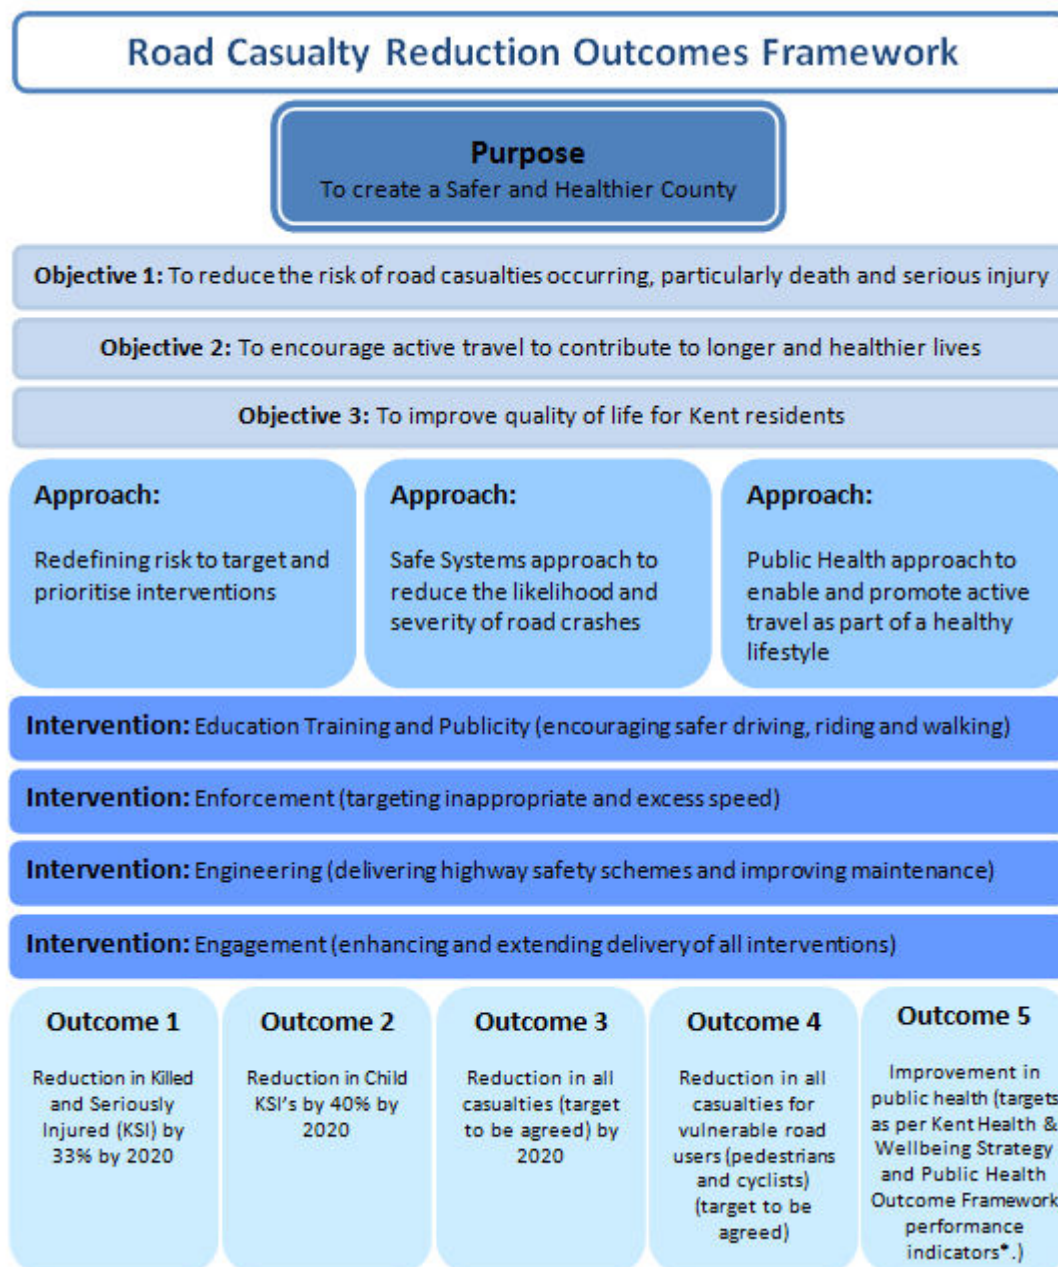 Road Casualty Reduction Outcomes Framework
Purpose
To create a Safer and Healthier County
Objective 1: To reduce the risk of road casualties occurring, particularly death and serious injury
Objective 2: To encourage active travel to contribute to longer and healthier lives
Objective 3: To improve quality of life for Kent residents
Approach:
Redefining risk to target and
prioritise interventions
Approach:
Safe Systems approach to
reduce the likelihood and
severity of road crashes
Approach:
Public Health approach to
enable and promote active
travel as part of a healthy
lifestyle
Intervention: Education Training and Publicity (encouraging safer driving, riding and walking)
Intervention: Enforcement (targeting inappropriate and excess speed)
Intervention: Engineering (delivering highway safety schemes and improving maintenance)
Intervention: Engagement (enhancing and extending delivery of all interventions)
Outcome 1
Reduction in Killed
and Seriously
Injured (KSI) by
33% by 2020
Outcome 2
Reduction in Child
KSI's by 40% by
2020
Outcome 3
Reduction in all
casualties (target
to be agreed) by
2020
Outcome 4
Reduction in all
casualties for
vulnerable road
users (pedestrians
and cyclists)
(target to be
agreed)
Outcome 5
Improvement in
public health (targets
as per Kent Health &
Wellbeing Strategy
and Public Health
Outcome Framework
performance
indicators*.)